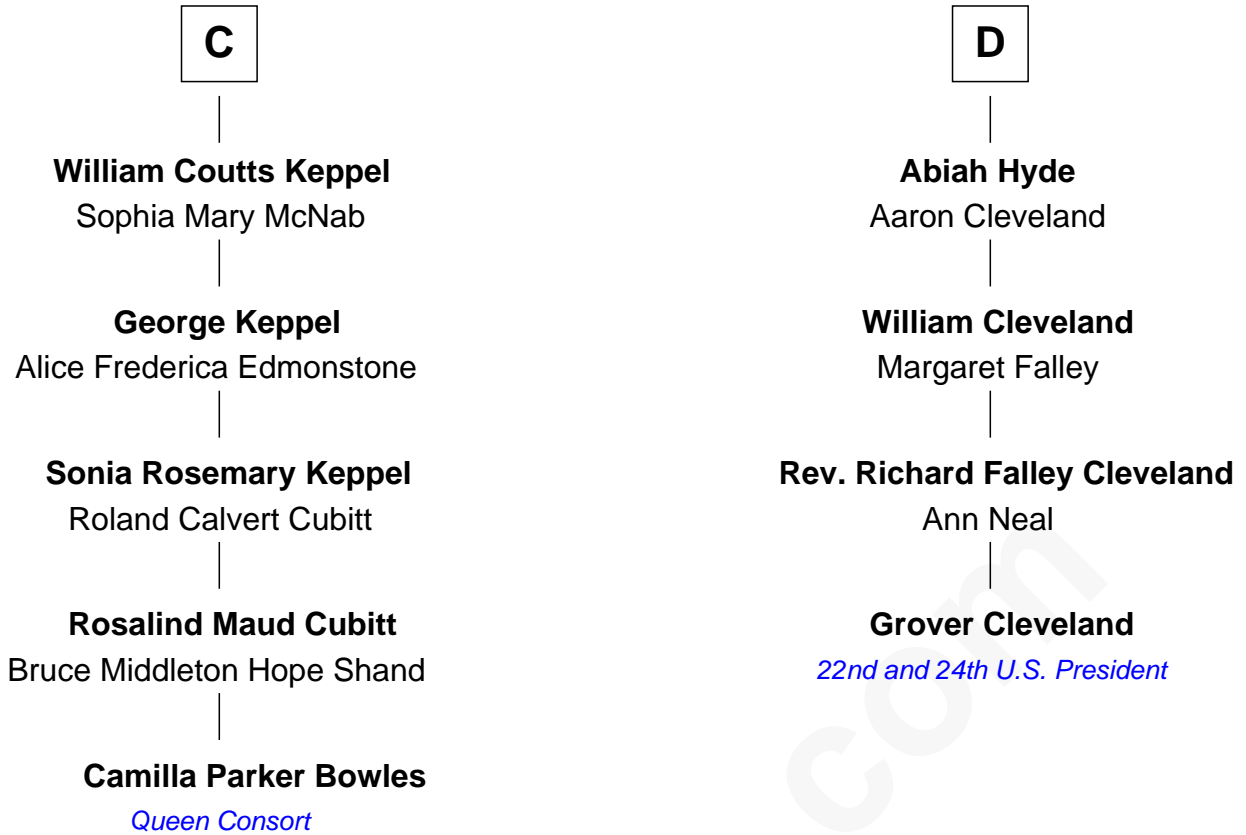 C
William Coutts Keppel
Sophia Mary McNab
George Keppel
Alice Frederica Edmonstone
Sonia Rosemary Keppel
Roland Calvert Cubitt
Rosalind Maud Cubitt
Bruce Middleton Hope Shand
Camilla Parker Bowles
Queen Consort
D
Abiah Hyde
Aaron Cleveland
William Cleveland
Margaret Falley
Rev. Richard Falley Cleveland
Ann Neal
Grover Cleveland
22nd and 24th U.S. President
com